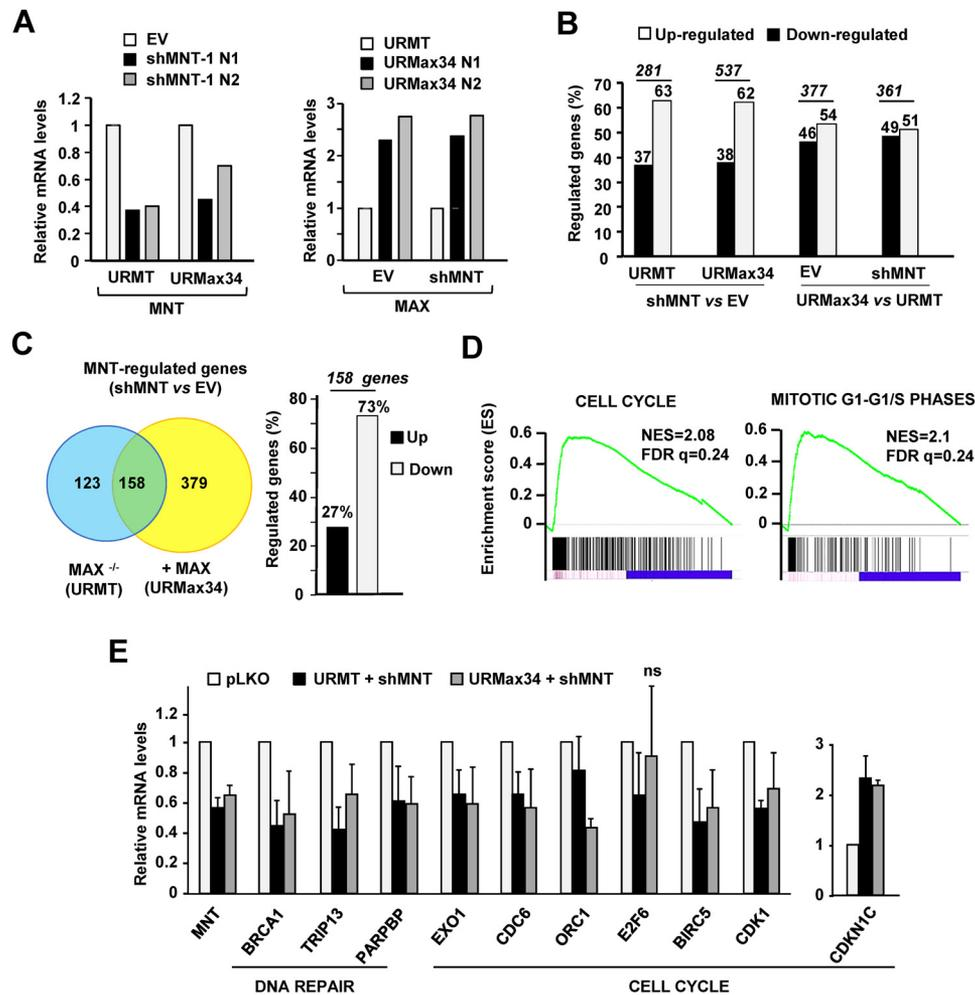 A
EV
shMNT-1 N1
shMNT-1 N2
Relative mRNA levels
1.2
1
0.8
0.6
0.4
0.2
0
URMT URMax34
MNT
URMT
URMax34 N1
URMax34 N2
Relative mRNA levels
3
2
1
1
0
EV shMNT
MAX
B
Up-regulated Down-regulated
Regulated genes (%)
70
60
50
40
30
20
10
0
281 537 377 361
37 63 38 62 46 54 49 51
URMT URMax34 EV shMNT
shMNT vs EV URMax34 vs URMT
C
MNT-regulated genes
(shMNT vs EV)
123 158 379
MAX -/- + MAX
(URMT) (URMax34)
158 genes
Regulated genes (%)
80
60
40
20
0
27% 73%
Up
Down
D
Enrichment score (ES)
CELL CYCLE
NES=2.08
FDR q=0.24
0.6
0.4
0.2
0
MITOTIC G1-G1/S PHASES
NES=2.1
FDR q=0.24
0.6
0.4
0.2
0
E
pLKO URMT + shMNT URMax34 + shMNT
ns
Relative mRNA levels
1.2
1
0.8
0.6
0.4
0.2
0
3
2
1
0
MNT BRCA1 TRIP13 PARPBP EXO1 CDC6 ORC1 E2F6 BIRC5 CDK1 CDKN1C
DNA REPAIR CELL CYCLE